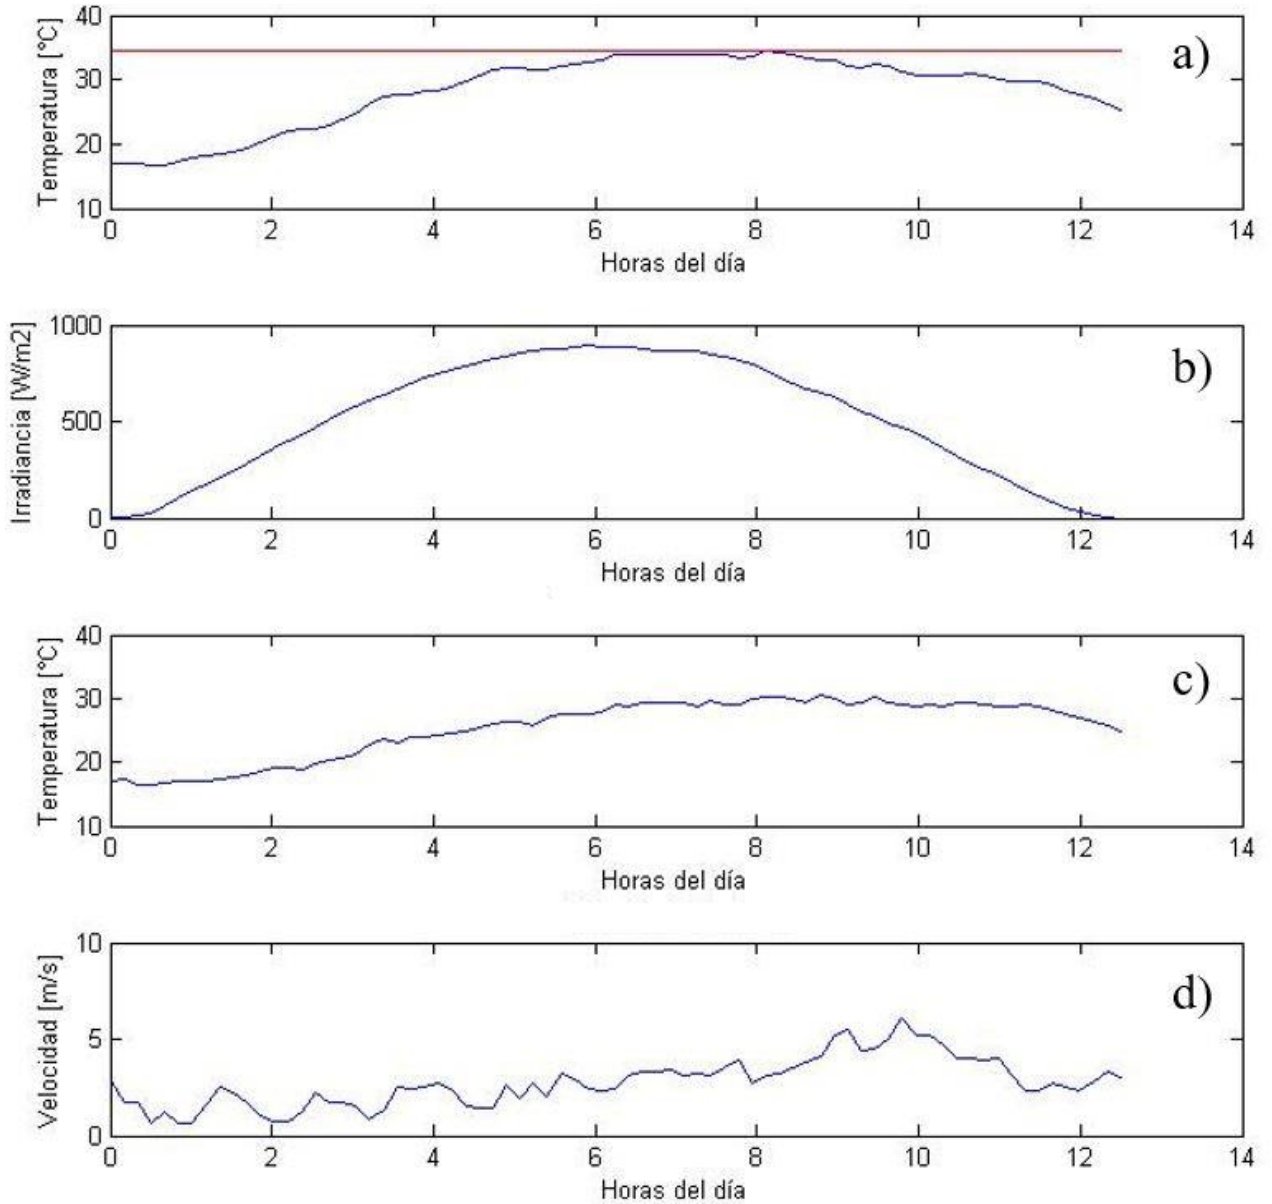 40
30
20
10
Temperatura [°C]
a)
0 2 4 6 8 10 12 14
Horas del día
1000
500
0
Irradiancia [W/m2]
b)
0 2 4 6 8 10 12 14
Horas del día
40
30
20
10
Temperatura [°C]
c)
0 2 4 6 8 10 12 14
Horas del día
10
5
0
Velocidad [m/s]
d)
0 2 4 6 8 10 12 14
Horas del día